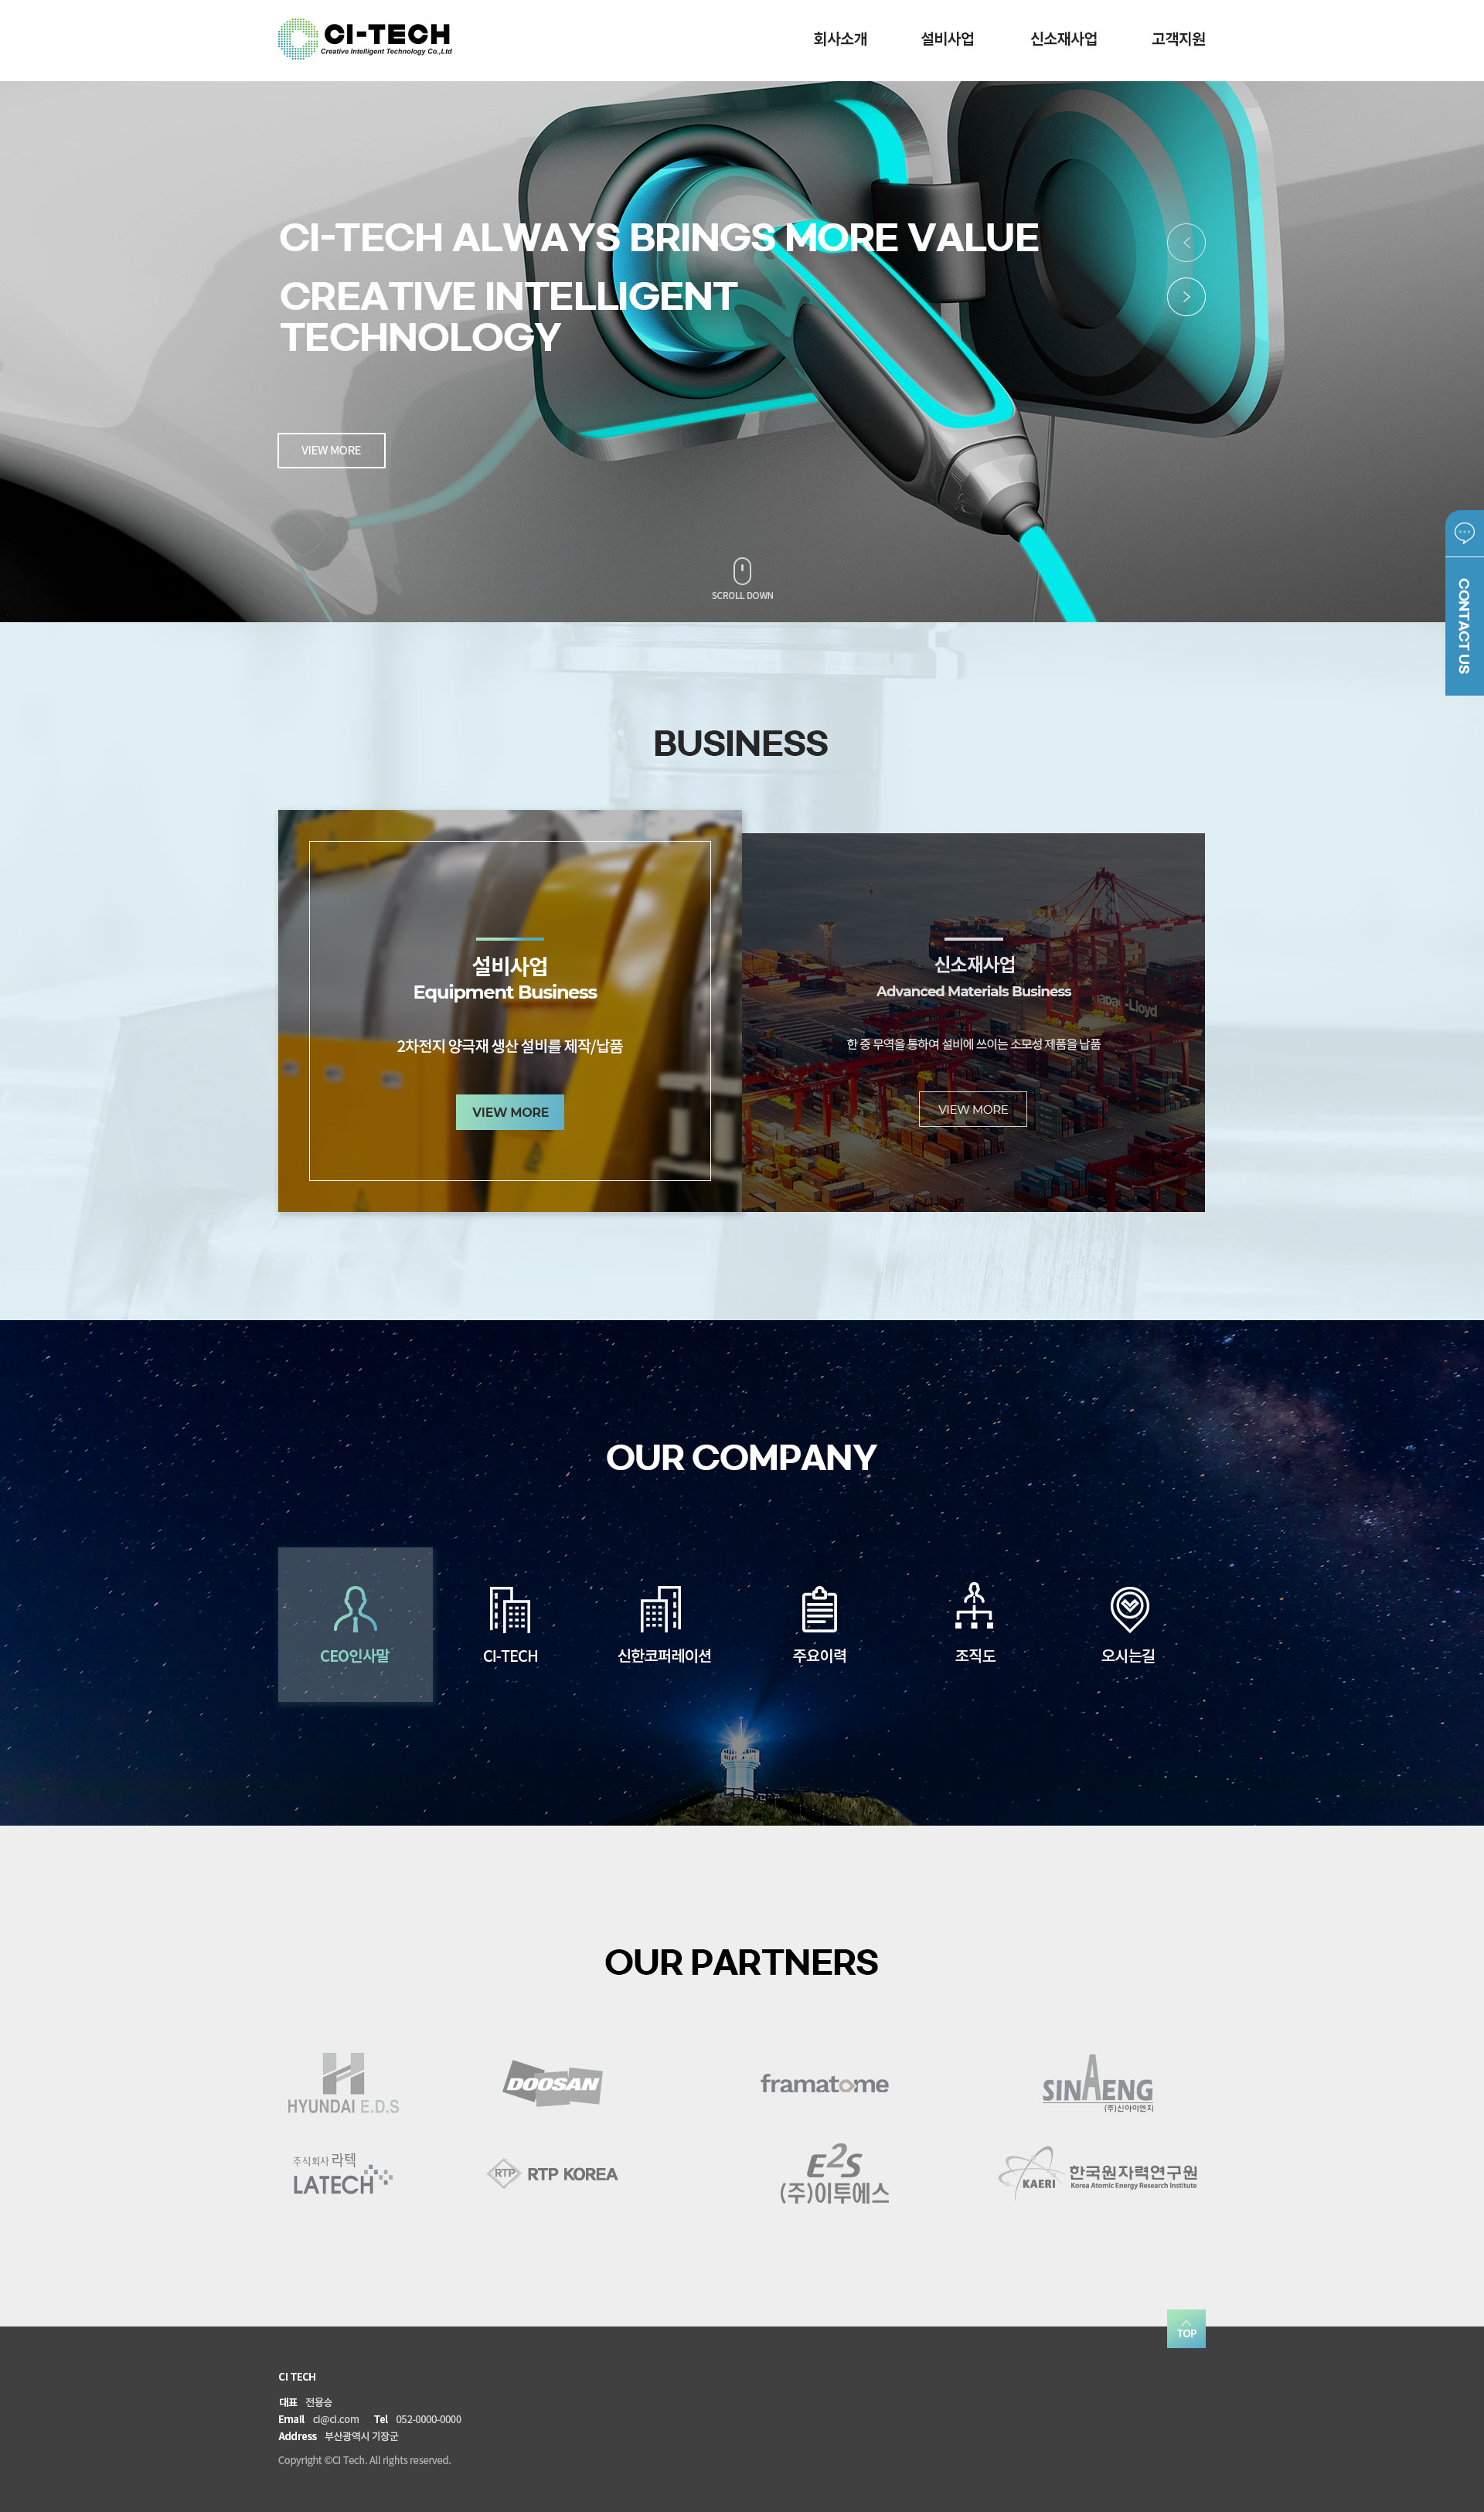 CI-TECH
Creative Intelligent Technology Co.,Ltd
회사소개
설비사업
신소재사업
고객지원
CI-TECH ALWAYS BRINGS MORE VALUE
CREATIVE INTELLIGENT
TECHNOLOGY
VIEW MORE
SCROLL DOWN
CONTACT US
BUSINESS
설비사업
Equipment Business
2차전지 양극재 생산 설비를 제작/납품
VIEW MORE
신소재사업
Advanced Materials Business
한 중 무역을 통하여 설비에 쓰이는 소모성 제품을 납품
VIEW MORE
OUR COMPANY
CEO인사말
CI-TECH
신한코퍼레이션
주요이력
조직도
오시는길
OUR PARTNERS
HYUNDAI E.D.S
DOOSAN
framatome
SINAENG
(주)신아이엔지
주식회사 라텍
LATECH
RTP
RTP KOREA
E2S
(주)이투에스
KAERI
한국원자력연구원
Korea Atomic Energy Research Institute
TOP
CI TECH
대표 전용승
Email ci@ci.com Tel 052-0000-0000
Address 부산광역시 기장군
Copyright ©CI Tech. All rights reserved.